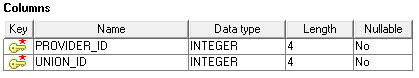 Columns
Key Name Data type Length Nullable
PROVIDER_ID INTEGER 4 No
UNION_ID INTEGER 4 No